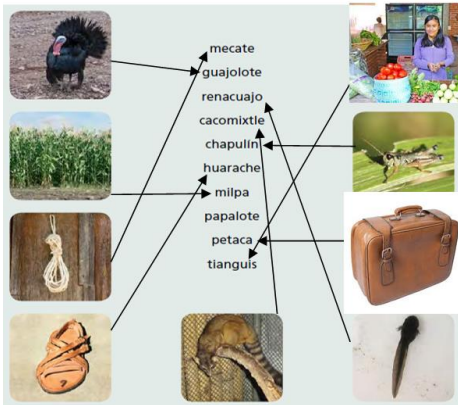 mecate
guajolote
renacuajo
cacomixtle
chapulín
huarache
milpa
papalote
petaca
tianguis